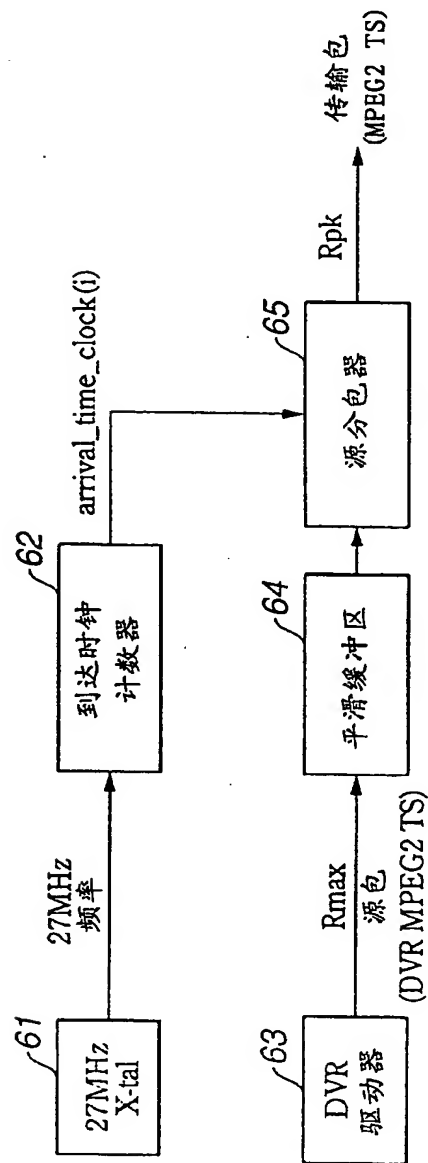 61
27MHz
X-tal
27MHz
频率
62
到达时钟
计数器
arrival_time_clock(i)
63
DVR
驱动器
Rmax
源包
(DVR MPEG2 TS)
64
平滑缓冲区
65
源分包器
Rpk
传输包
(MPEG2 TS)